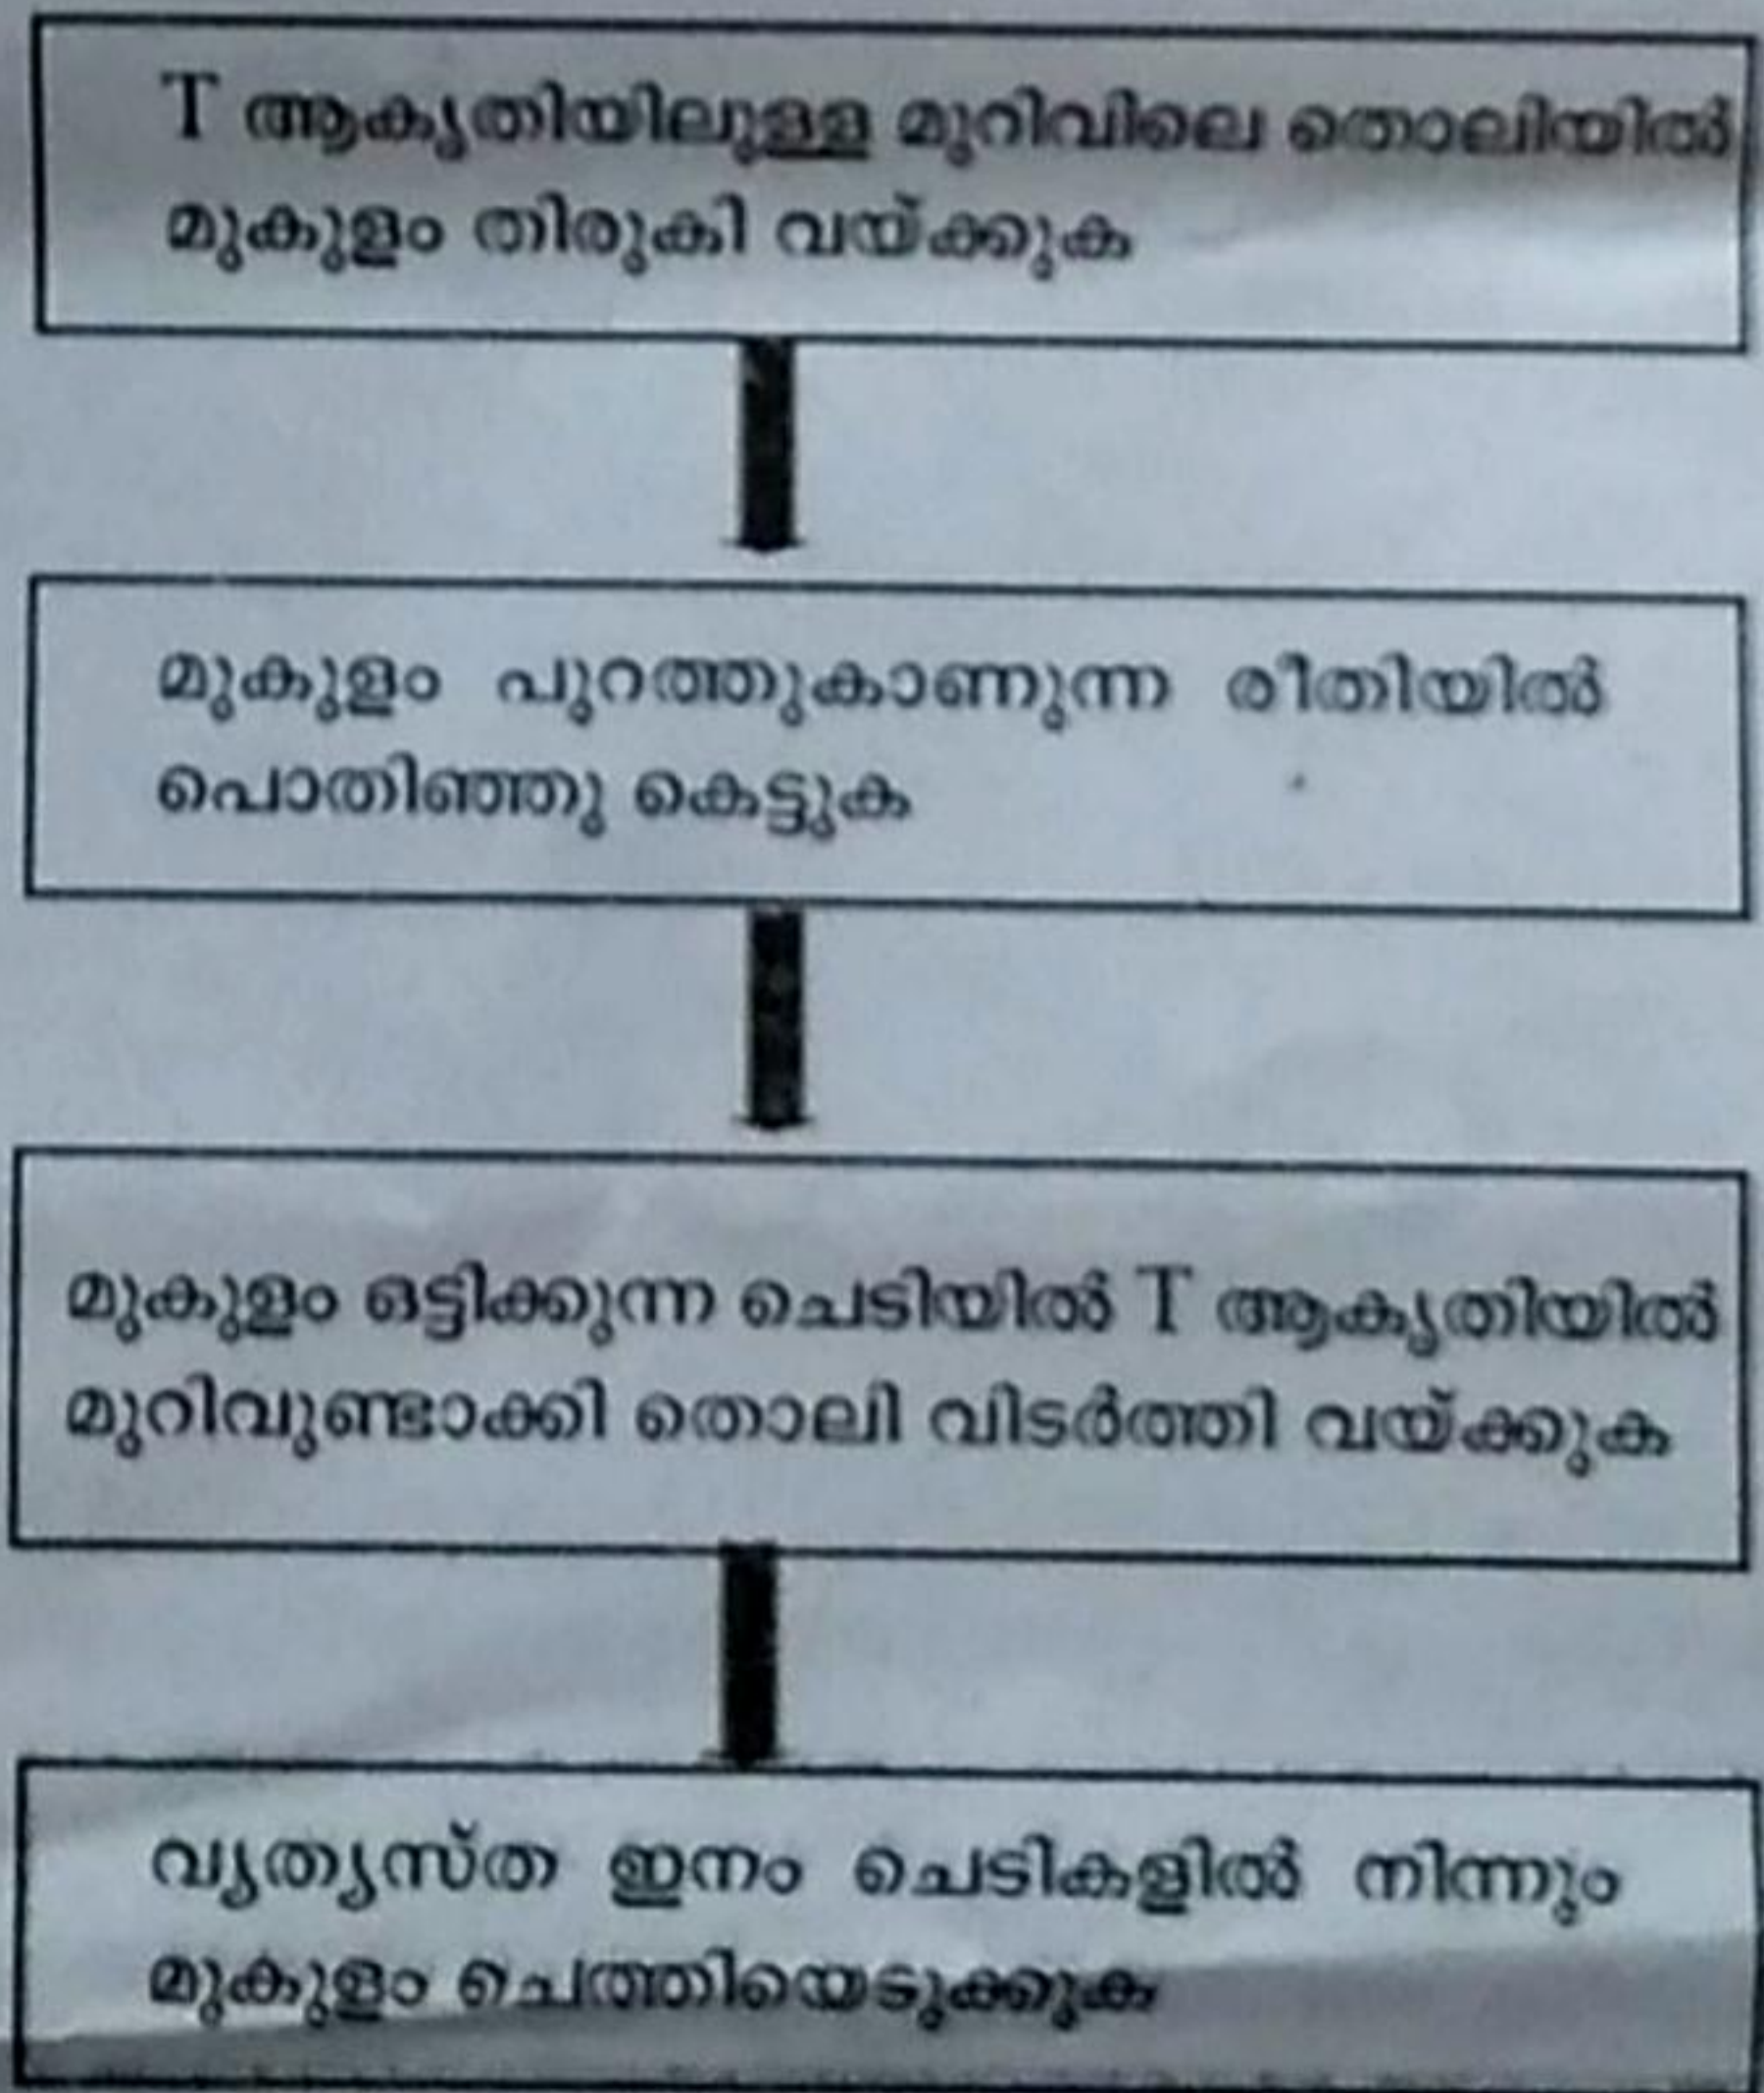 T ആകൃതിയിലുള്ള മുറിവിലെ തൊലിയിൽ
മുകുളം തിരുകി വയ്ക്കുക
മുകുളം പുറത്തുകാണുന്ന രീതിയിൽ
പൊതിഞ്ഞു കെട്ടുക
മുകുളം ഒട്ടിക്കുന്ന ചെടിയിൽ T ആകൃതിയിൽ
മുറിവുണ്ടാക്കി തൊലി വിടർത്തി വയ്ക്കുക
വ്യത്യസ്ത ഇനം ചെടികളിൽ നിന്നും
മുകുളം ചെത്തിയെടുക്കുക